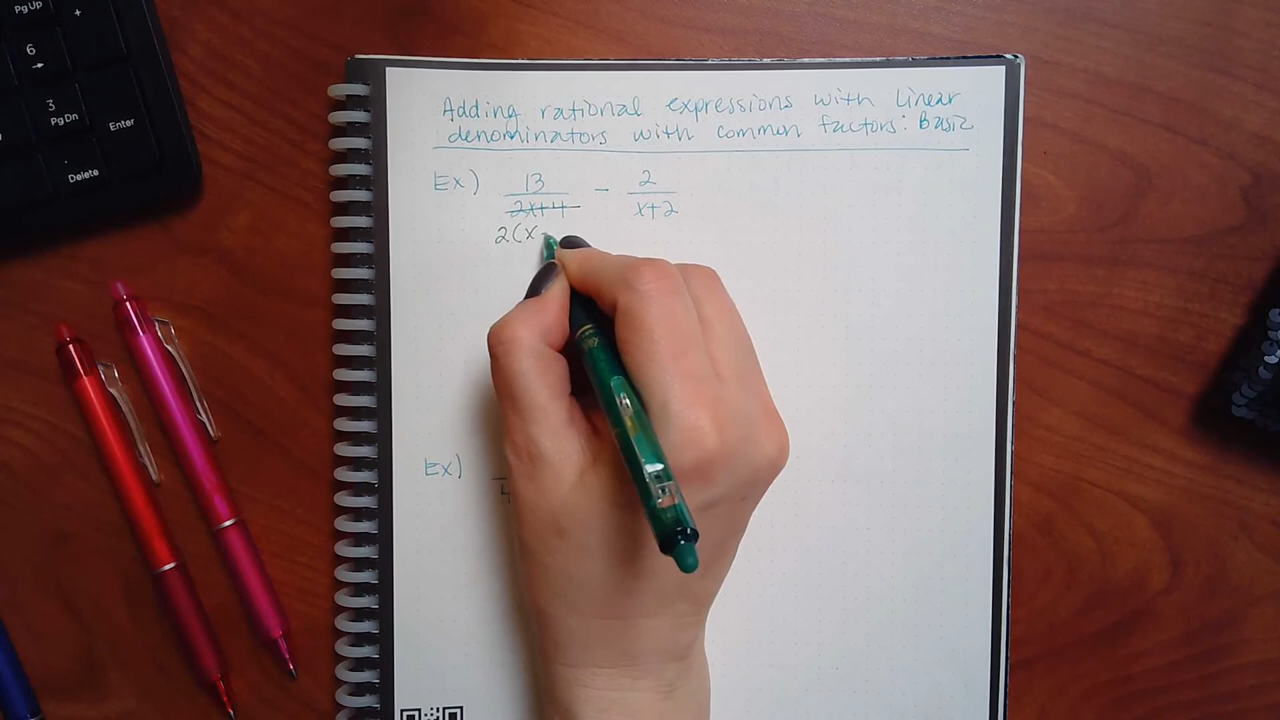 PgUp
+
6
→
3
PgDn
Enter
Delete
Adding rational expressions with linear
denominators with common factors: Basic
Ex) 13 - 2
2x+4 x+2
2(x
Ex)
4